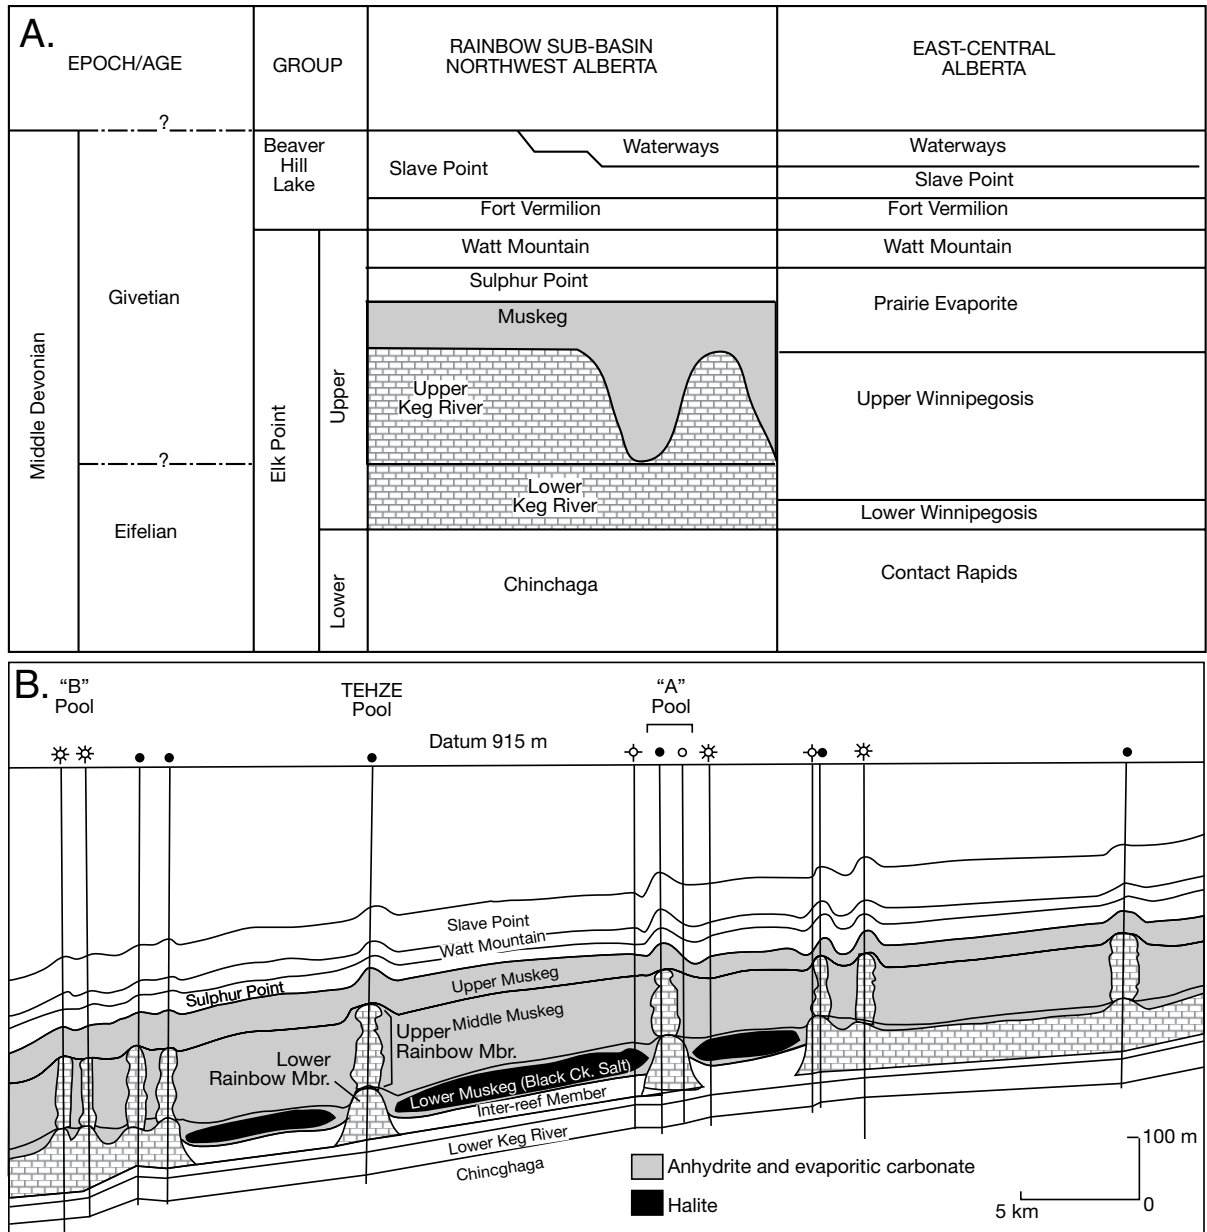 A.
EPOCH/AGE
GROUP
RAINBOW SUB-BASIN
NORTHWEST ALBERTA
EAST-CENTRAL
ALBERTA
?
Middle Devonian
Givetian
?
Eifelian
Beaver
Hill
Lake
Elk Point
Upper
Lower
Slave Point
Waterways
Fort Vermilion
Watt Mountain
Sulphur Point
Muskeg
Upper
Keg River
Lower
Keg River
Chinchaga
Waterways
Slave Point
Fort Vermilion
Watt Mountain
Prairie Evaporite
Upper Winnipegosis
Lower Winnipegosis
Contact Rapids
B.
"B"
Pool
TEHZE
Pool
"A"
Pool
Datum 915 m
Slave Point
Watt Mountain
Sulphur Point
Upper Muskeg
Middle Muskeg
Upper
Rainbow Mbr.
Lower
Rainbow Mbr.
Lower Muskeg (Black Ck. Salt)
Inter-reef Member
Lower Keg River
Chincghaga
Anhydrite and evaporitic carbonate
Halite
100 m
0
5 km